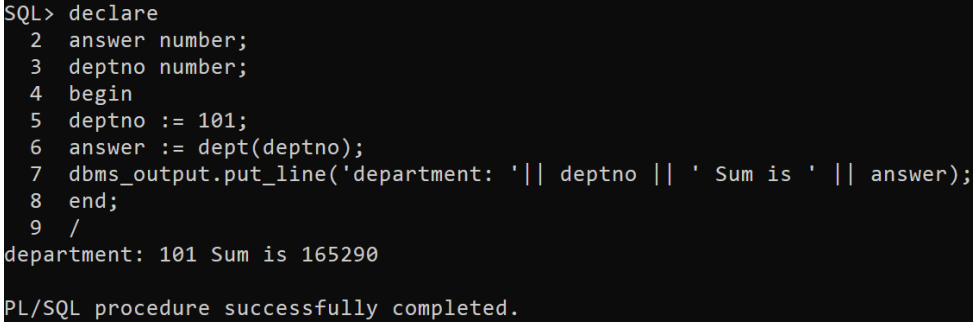 SQL> declare
  2  answer number;
  3  deptno number;
  4  begin
  5  deptno := 101;
  6  answer := dept(deptno);
  7  dbms_output.put_line('department: '|| deptno || ' Sum is ' || answer);
  8  end;
  9  /
department: 101 Sum is 165290

PL/SQL procedure successfully completed.